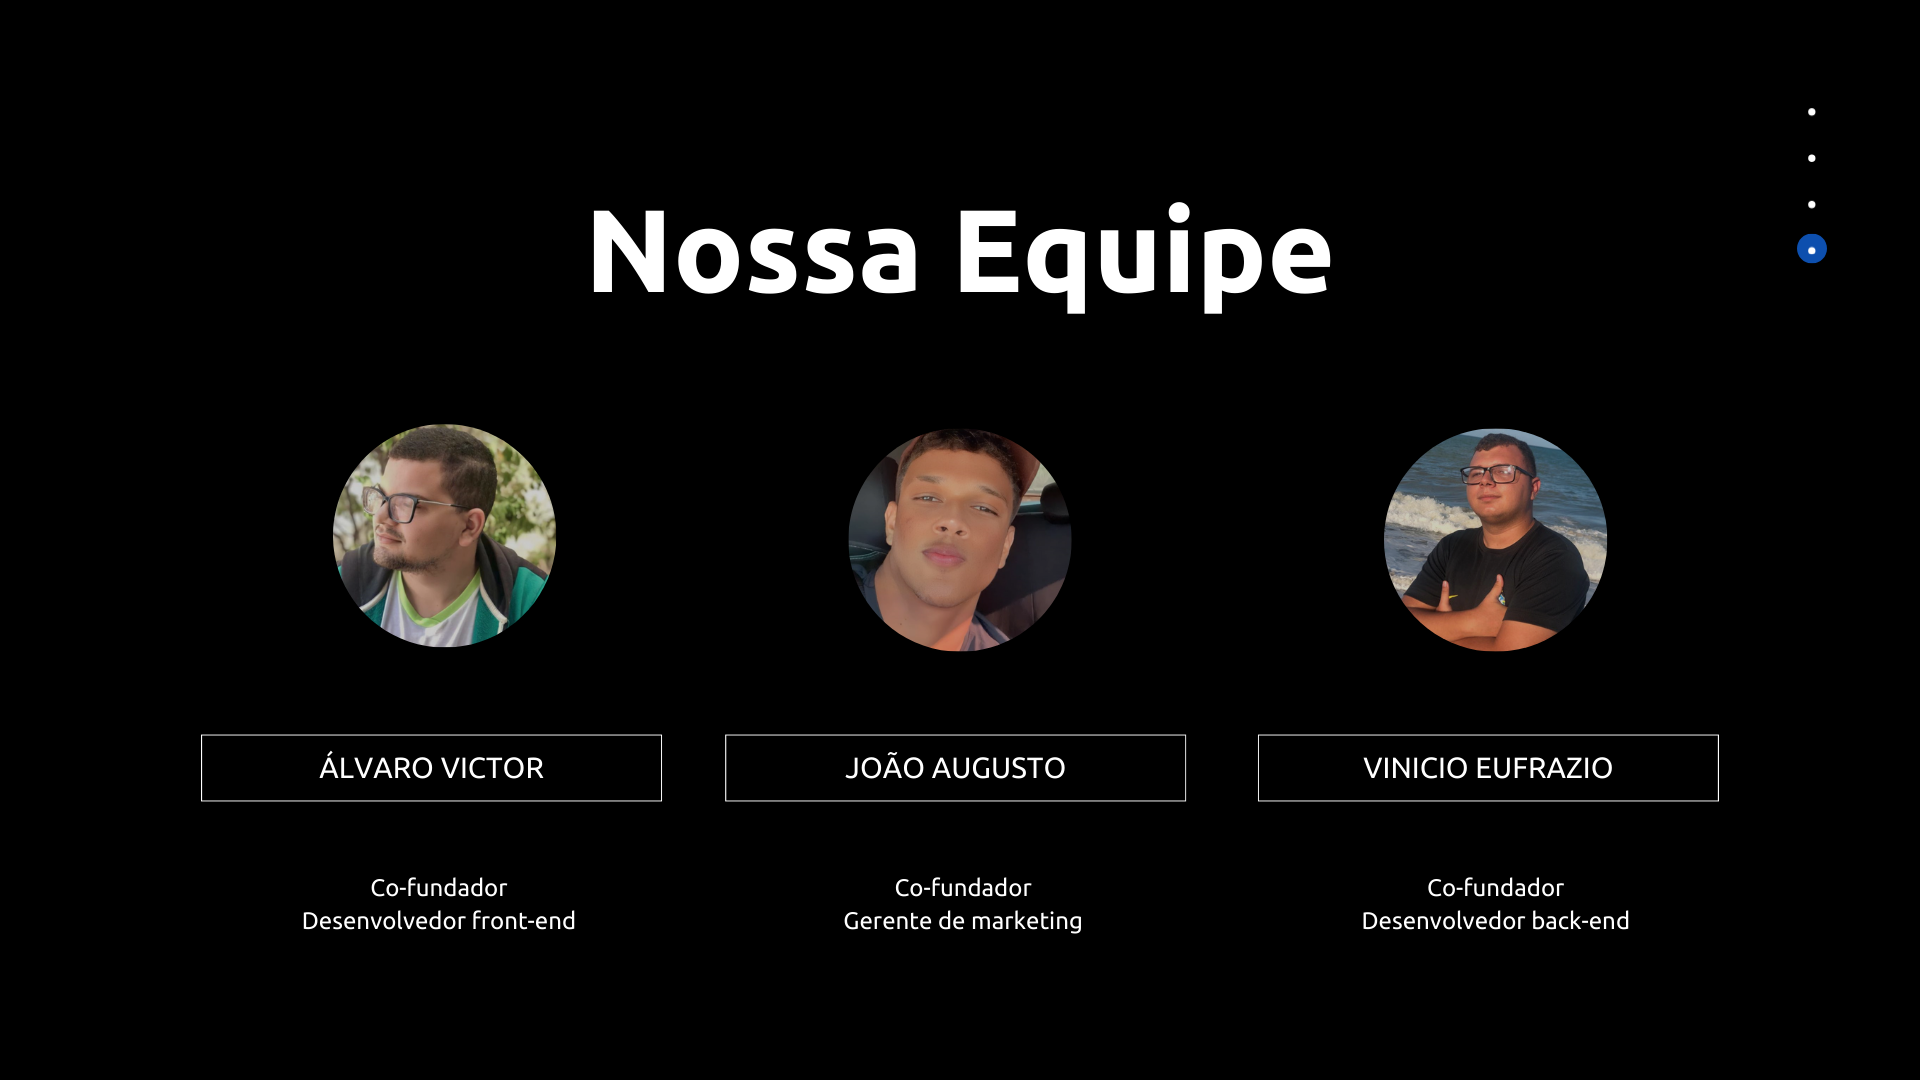 Nossa Equipe
ÁLVARO VICTOR
JOÃO AUGUSTO
VINICIO EUFRAZIO
Co-fundador
Desenvolvedor front-end
Co-fundador
Gerente de marketing
Co-fundador
Desenvolvedor back-end